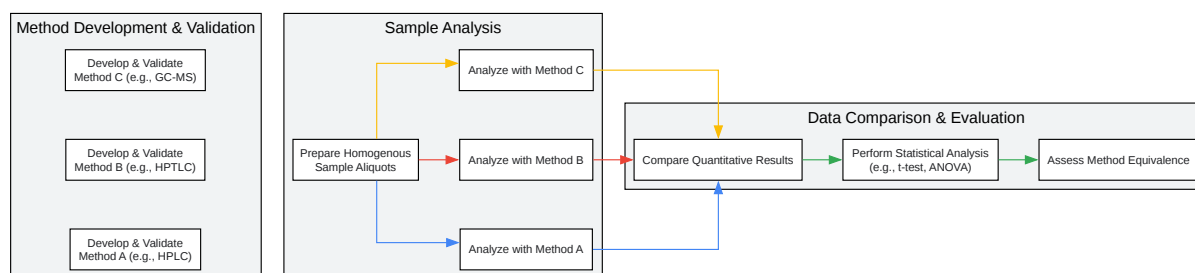 Method Development & Validation
Develop & Validate
Method C (e.g., GC-MS)
Develop & Validate
Method B (e.g., HPTLC)
Develop & Validate
Method A (e.g., HPLC)
Sample Analysis
Prepare Homogenous
Sample Aliquots
Analyze with Method C
Analyze with Method B
Analyze with Method A
Data Comparison & Evaluation
Compare Quantitative Results
Perform Statistical Analysis
(e.g., t-test, ANOVA)
Assess Method Equivalence